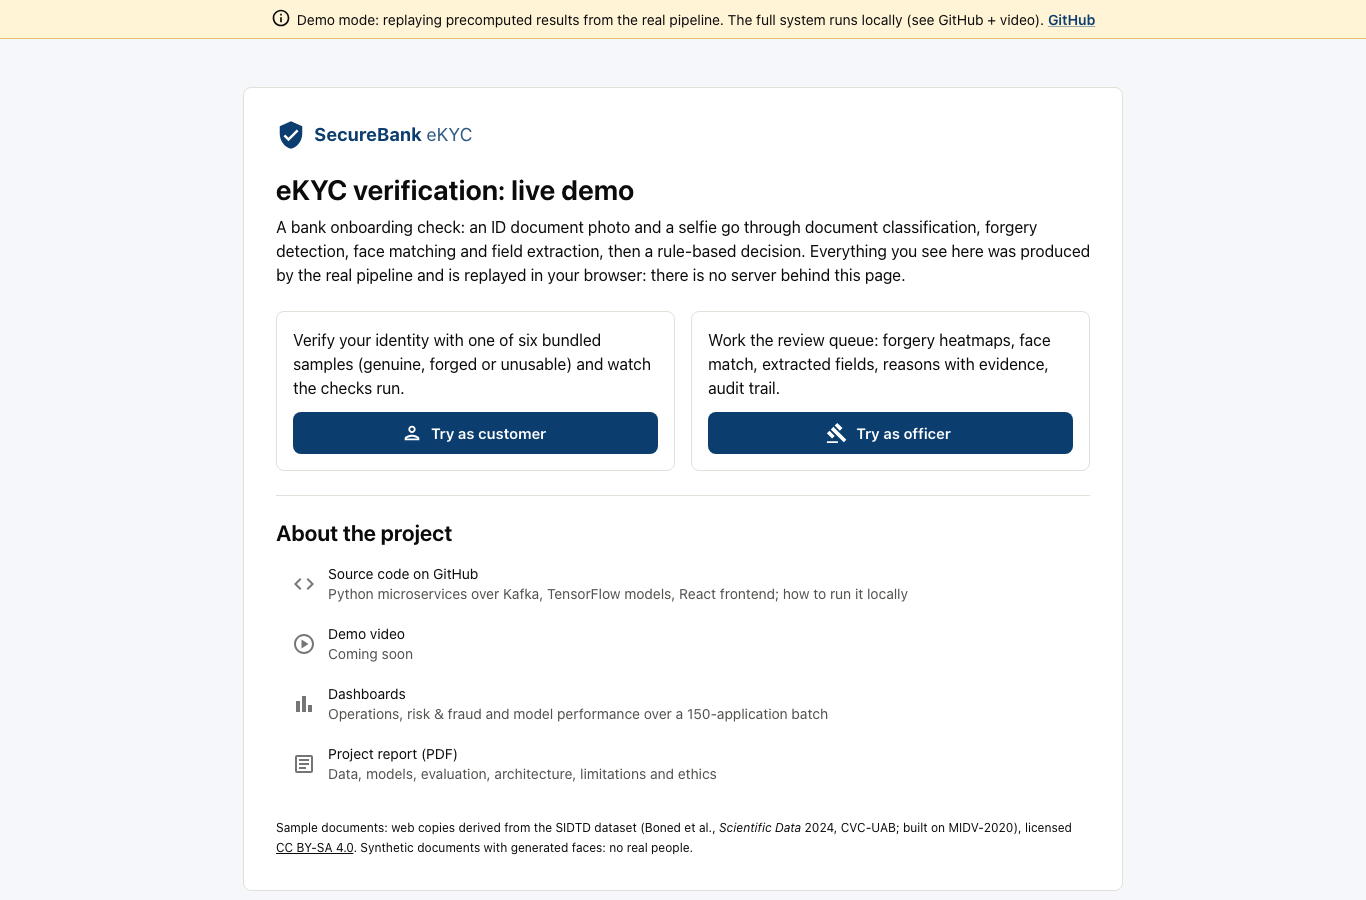 Demo mode: replaying precomputed results from the real pipeline. The full system runs locally (see GitHub + video). GitHub
SecureBank eKYC
eKYC verification: live demo
A bank onboarding check: an ID document photo and a selfie go through document classification, forgery
detection, face matching and field extraction, then a rule-based decision. Everything you see here was produced
by the real pipeline and is replayed in your browser: there is no server behind this page.
Verify your identity with one of six bundled
samples (genuine, forged or unusable) and watch
the checks run.
Try as customer
Work the review queue: forgery heatmaps, face
match, extracted fields, reasons with evidence,
audit trail.
Try as officer
About the project
Source code on GitHub
Python microservices over Kafka, TensorFlow models, React frontend; how to run it locally
Demo video
Coming soon
Dashboards
Operations, risk & fraud and model performance over a 150-application batch
Project report (PDF)
Data, models, evaluation, architecture, limitations and ethics
Sample documents: web copies derived from the SIDTD dataset (Boned et al., Scientific Data 2024, CVC-UAB; built on MIDV-2020), licensed
CC BY-SA 4.0. Synthetic documents with generated faces: no real people.